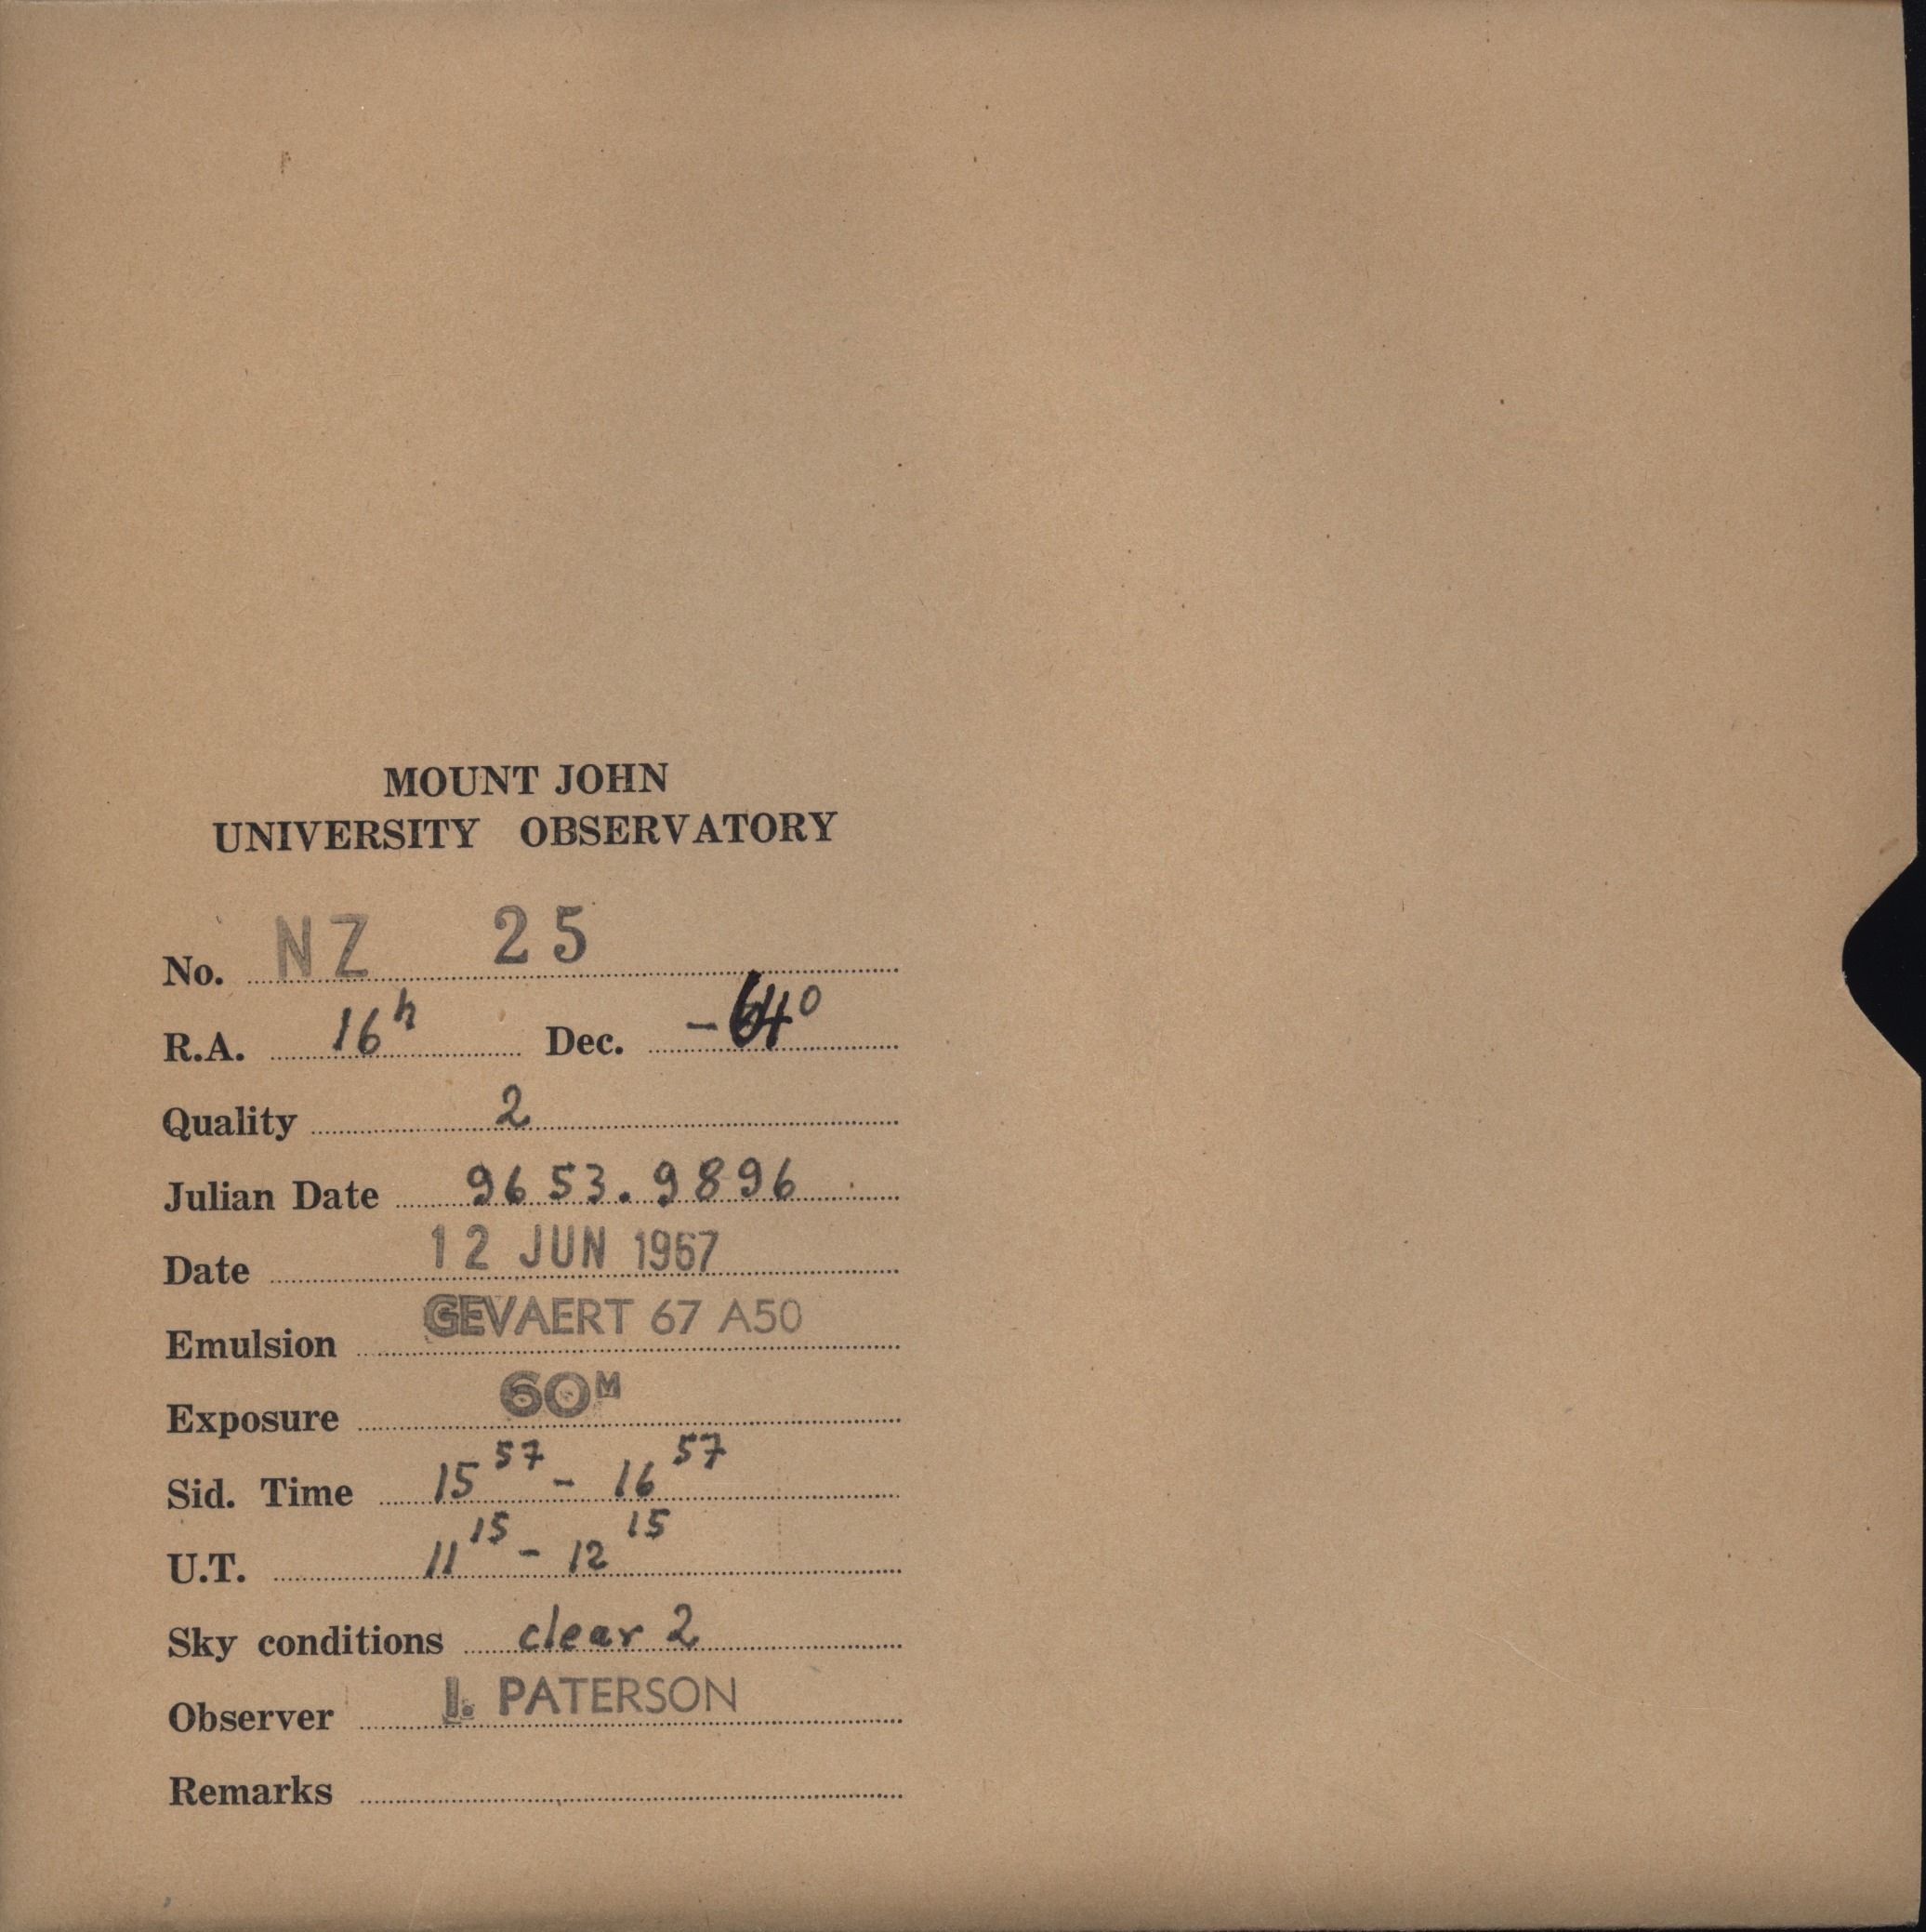 MOUNT JOHN
UNIVERSITY OBSERVATORY
No. NZ 25
R.A. 16h Dec. -64°
Quality 2
Julian Date 9653.9896
Date 12 JUN 1967
Emulsion GEVAERT 67 A50
Exposure 60M
Sid. Time 15 57 - 16 57
U.T. 11 15 - 12 15
Sky conditions clear 2
Observer I. PATERSON
Remarks